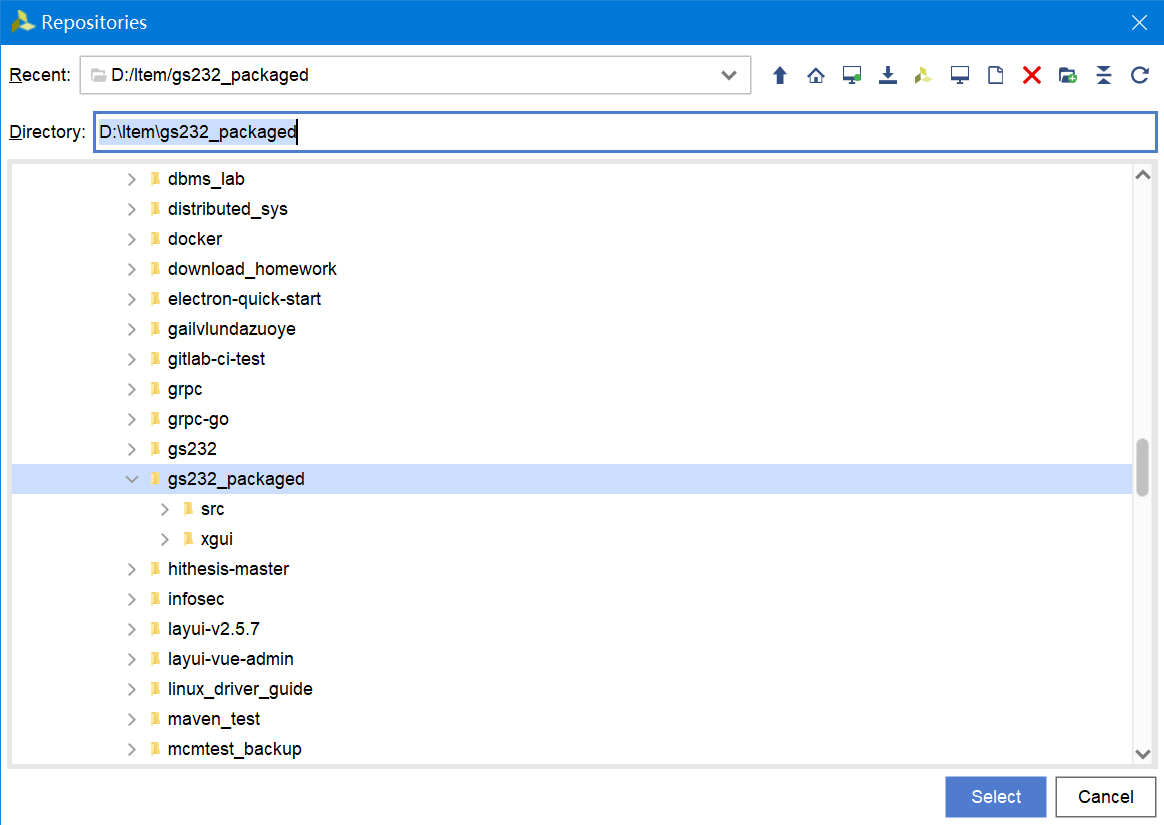 Repositories
Recent: D:/Item/gs232_packaged
Directory: D:\Item\gs232_packaged
dbms_lab
distributed_sys
docker
download_homework
electron-quick-start
gailvlundazuoye
gitlab-ci-test
grpc
grpc-go
gs232
gs232_packaged
src
xgui
hithesis-master
infosec
layui-v2.5.7
layui-vue-admin
linux_driver_guide
maven_test
mcmtest_backup
Select Cancel